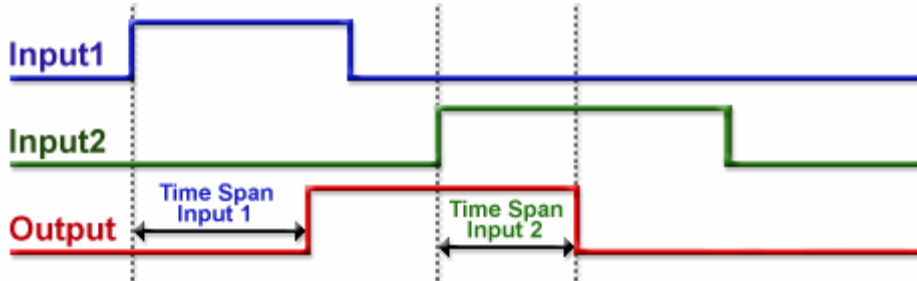 Input1
Input2
Time Span
Input 1
Time Span
Input 2
Output